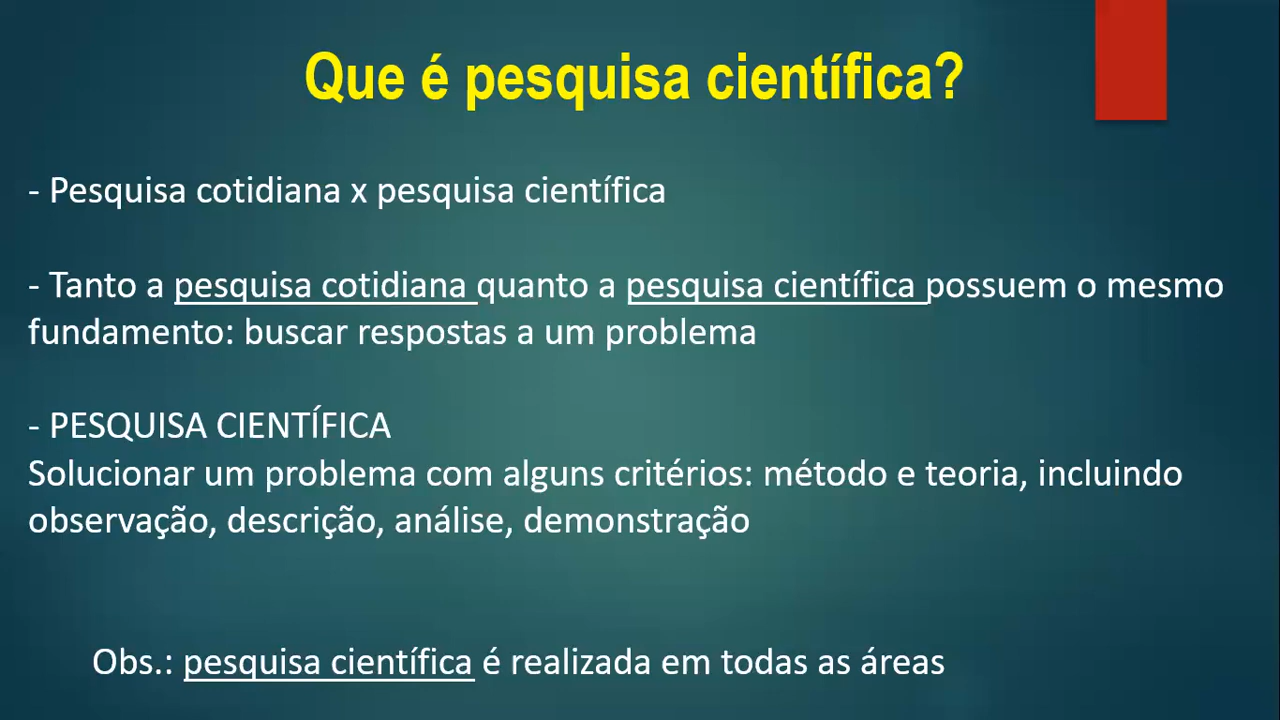 Que é pesquisa científica?
- Pesquisa cotidiana x pesquisa científica
- Tanto a pesquisa cotidiana quanto a pesquisa científica possuem o mesmo
fundamento: buscar respostas a um problema
- PESQUISA CIENTÍFICA
Solucionar um problema com alguns critérios: método e teoria, incluindo
observação, descrição, análise, demonstração
Obs.: pesquisa científica é realizada em todas as áreas